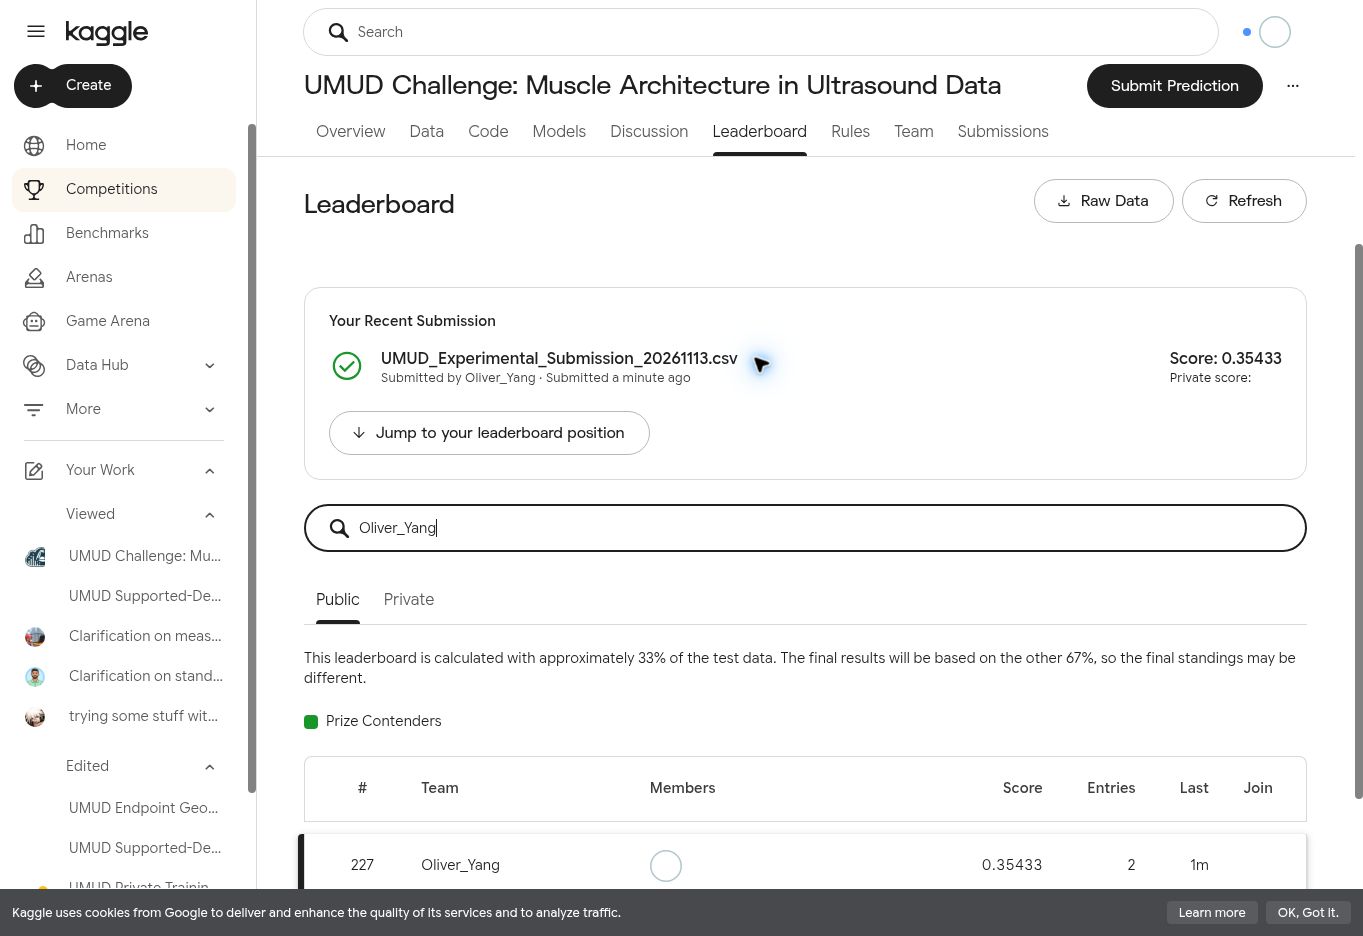 kaggle
Search
Create
UMUD Challenge: Muscle Architecture in Ultrasound Data
Submit Prediction
Overview Data Code Models Discussion Leaderboard Rules Team Submissions
Home
Competitions
Benchmarks
Arenas
Game Arena
Data Hub
More
Your Work
Viewed
UMUD Challenge: Mu...
UMUD Supported-De...
Clarification on meas...
Clarification on stand...
trying some stuff wit...
Edited
UMUD Endpoint Geo...
UMUD Supported-De...
UMUD Private Trainin
Leaderboard
Raw Data
Refresh
Your Recent Submission
UMUD_Experimental_Submission_20261113.csv
Submitted by Oliver_Yang · Submitted a minute ago
Score: 0.35433
Private score:
Jump to your leaderboard position
Oliver_Yang
Public Private
This leaderboard is calculated with approximately 33% of the test data. The final results will be based on the other 67%, so the final standings may be
different.
Prize Contenders
# Team Members Score Entries Last Join
227 Oliver_Yang 0.35433 2 1m
Kaggle uses cookies from Google to deliver and enhance the quality of its services and to analyze traffic.
Learn more
OK, Got it.